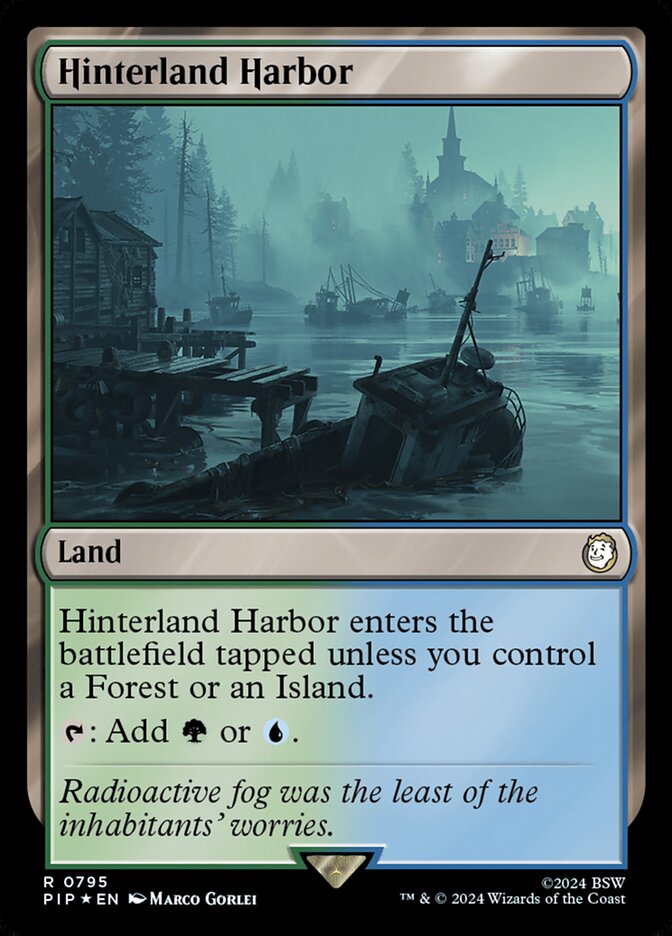 Hinterland Harbor
Land
Hinterland Harbor enters the
battlefield tapped unless you control
a Forest or an Island.
: Add or .
Radioactive fog was the least of the
inhabitants’ worries.
R 0795
©2024 BSW
PIP★EN Marco Gorlei
™ & © 2024 Wizards of the Coast